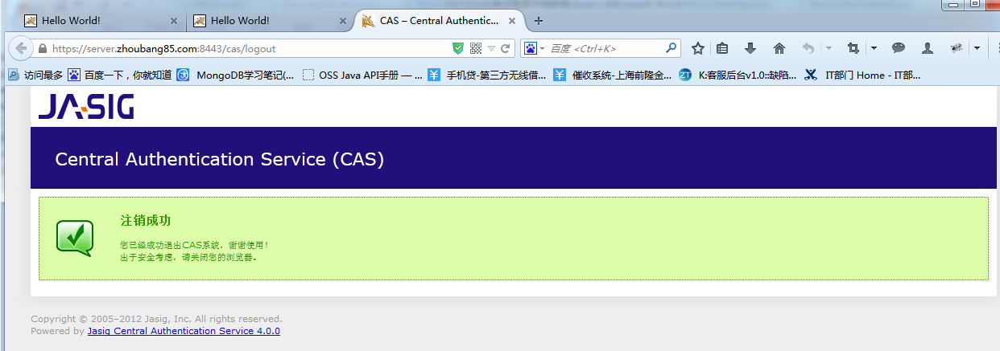 Hello World!
Hello World!
CAS – Central Authentic...
https://server.zhoubang85.com:8443/cas/logout
百度 <Ctrl+K>
访问最多
百度一下，你就知道
MongoDB学习笔记(...
OSS Java API手册 — ...
手机贷-第三方无线借...
催收系统-上海前隆金...
K:客服后台v1.0::缺陷...
IT部门 Home - IT部...
JASIG
Central Authentication Service (CAS)
注销成功
您已经成功退出CAS系统，谢谢使用！
出于安全考虑，请关闭您的浏览器。
Copyright © 2005–2012 Jasig, Inc. All rights reserved.
Powered by Jasig Central Authentication Service 4.0.0